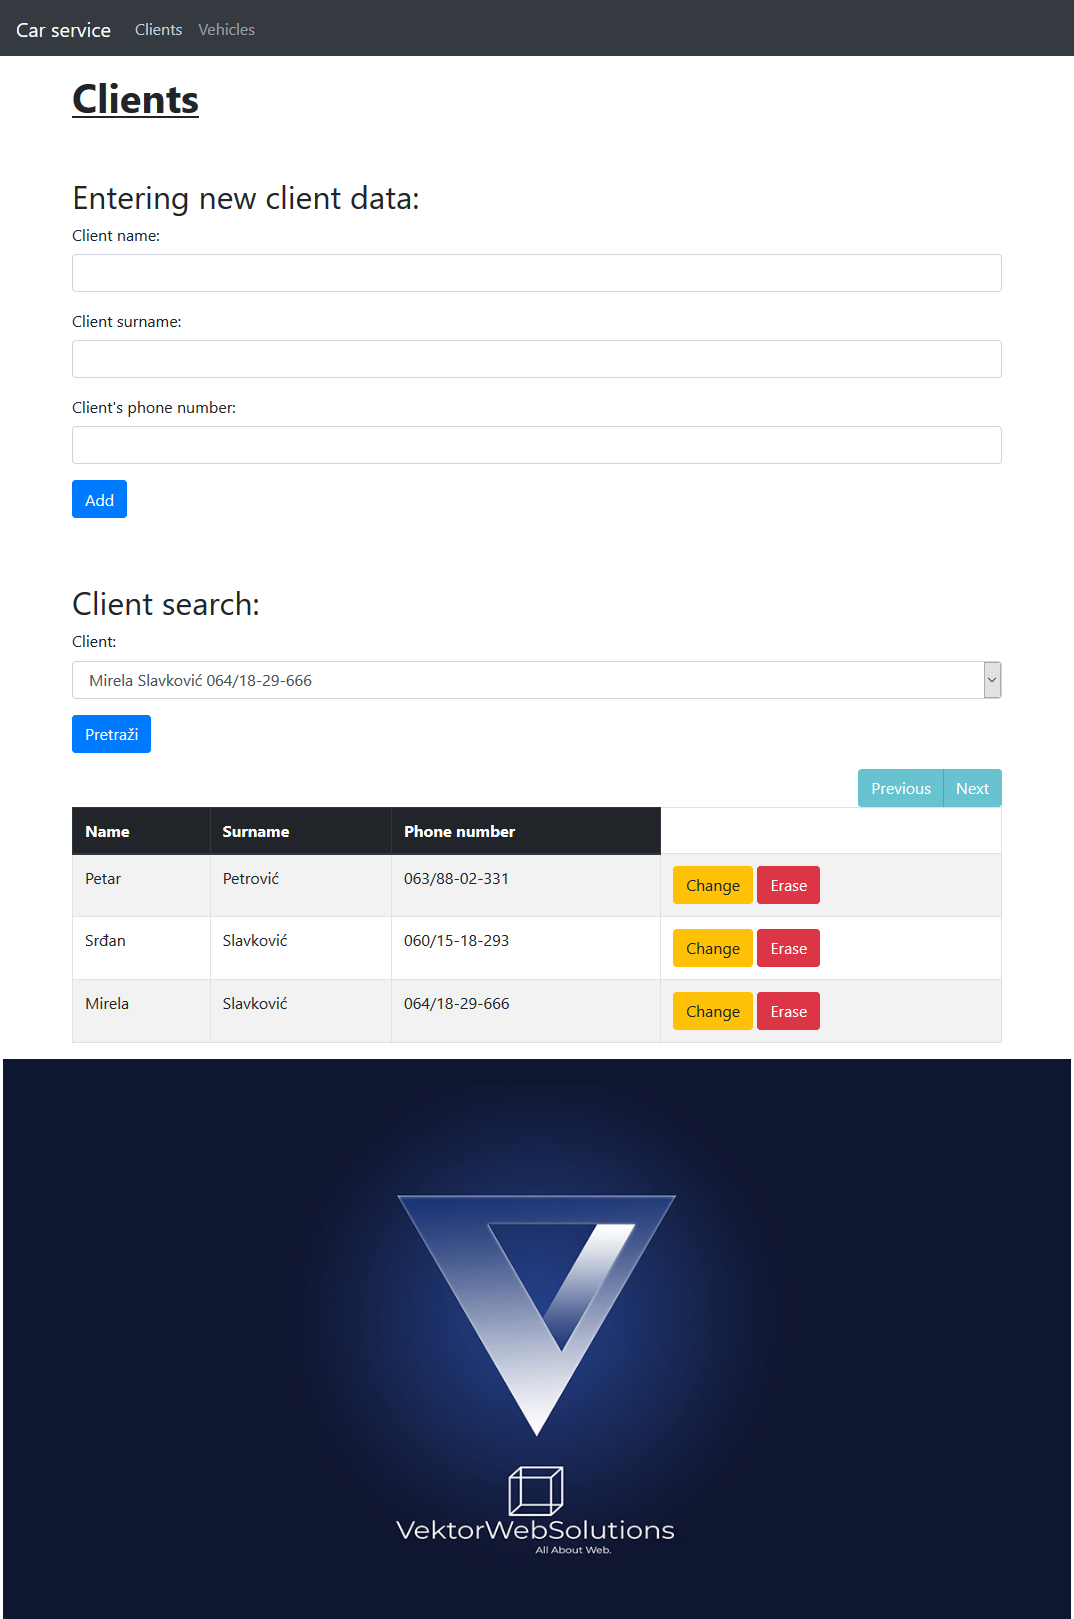 Car service Clients Vehicles
Clients
Entering new client data:
Client name:
Client surname:
Client's phone number:
Add
Client search:
Client:
Mirela Slavković 064/18-29-666
Pretraži
Previous Next
Name Surname Phone number
Petar Petrović 063/88-02-331 Change Erase
Srđan Slavković 060/15-18-293 Change Erase
Mirela Slavković 064/18-29-666 Change Erase
VektorWebSolutions
All About Web.